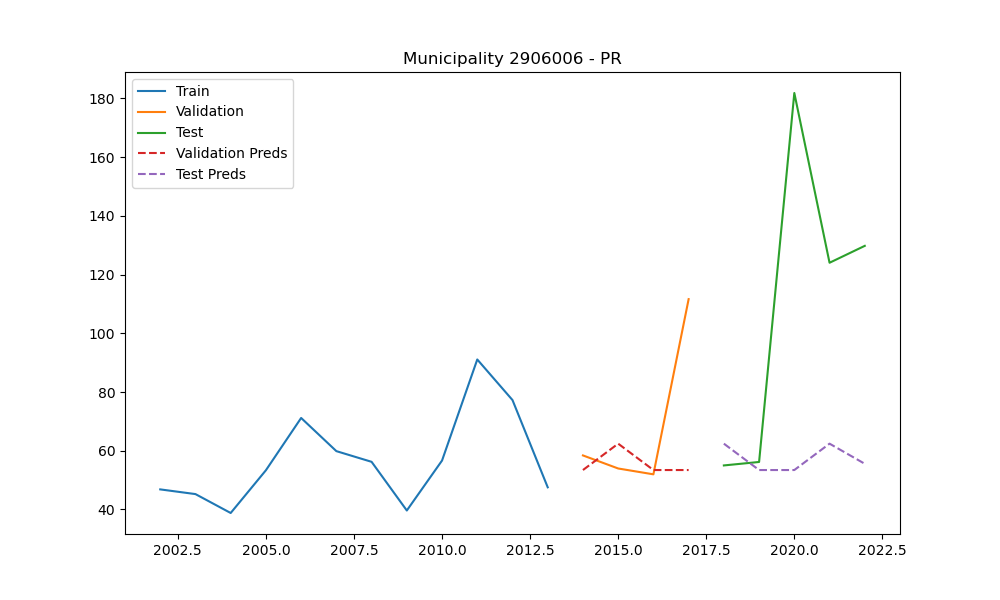 Municipality 2906006 - PR
Train
Validation
Test
Validation Preds
Test Preds
180
160
140
120
100
80
60
40
2002.5 2005.0 2007.5 2010.0 2012.5 2015.0 2017.5 2020.0 2022.5